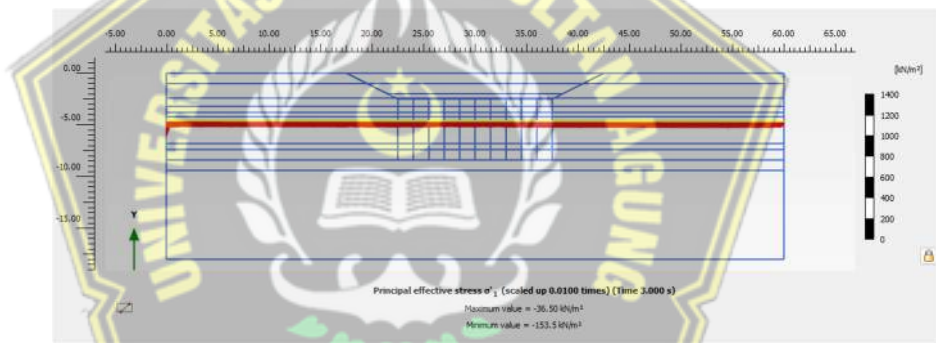 -5.00 0.00 5.00 10.00 15.00 20.00 25.00 30.00 35.00 40.00 45.00 50.00 55.00 60.00 65.00
0.00
-5.00
-10.00
-15.00
Y
[kN/m²]
1400
1200
1000
800
600
400
200
0
UNIVERSITAS SULTAN AGUNG
Principal effective stress σ'₁ (scaled up 0.0100 times) (Time 3.000 s)
Maximum value = -36.50 kN/m²
Minimum value = -153.5 kN/m²